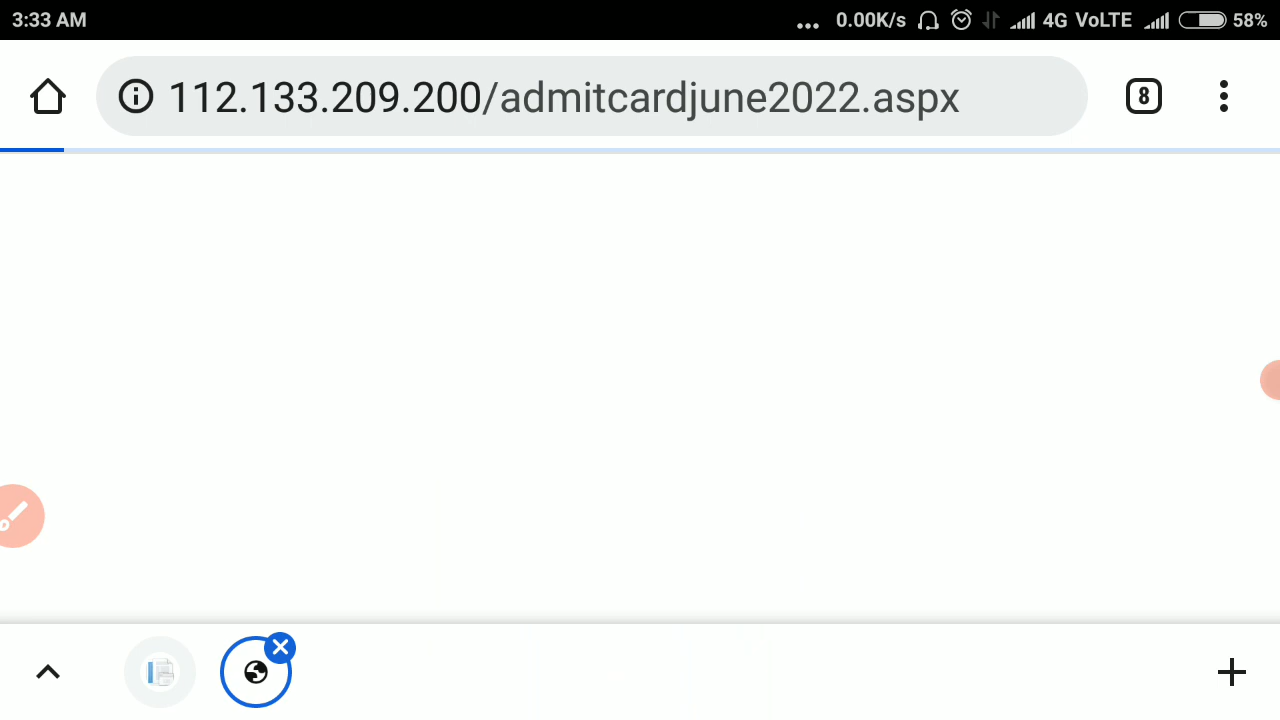 3:33 AM ... 0.00K/s 4G VoLTE 58%
112.133.209.200/admitcardjune2022.aspx 8